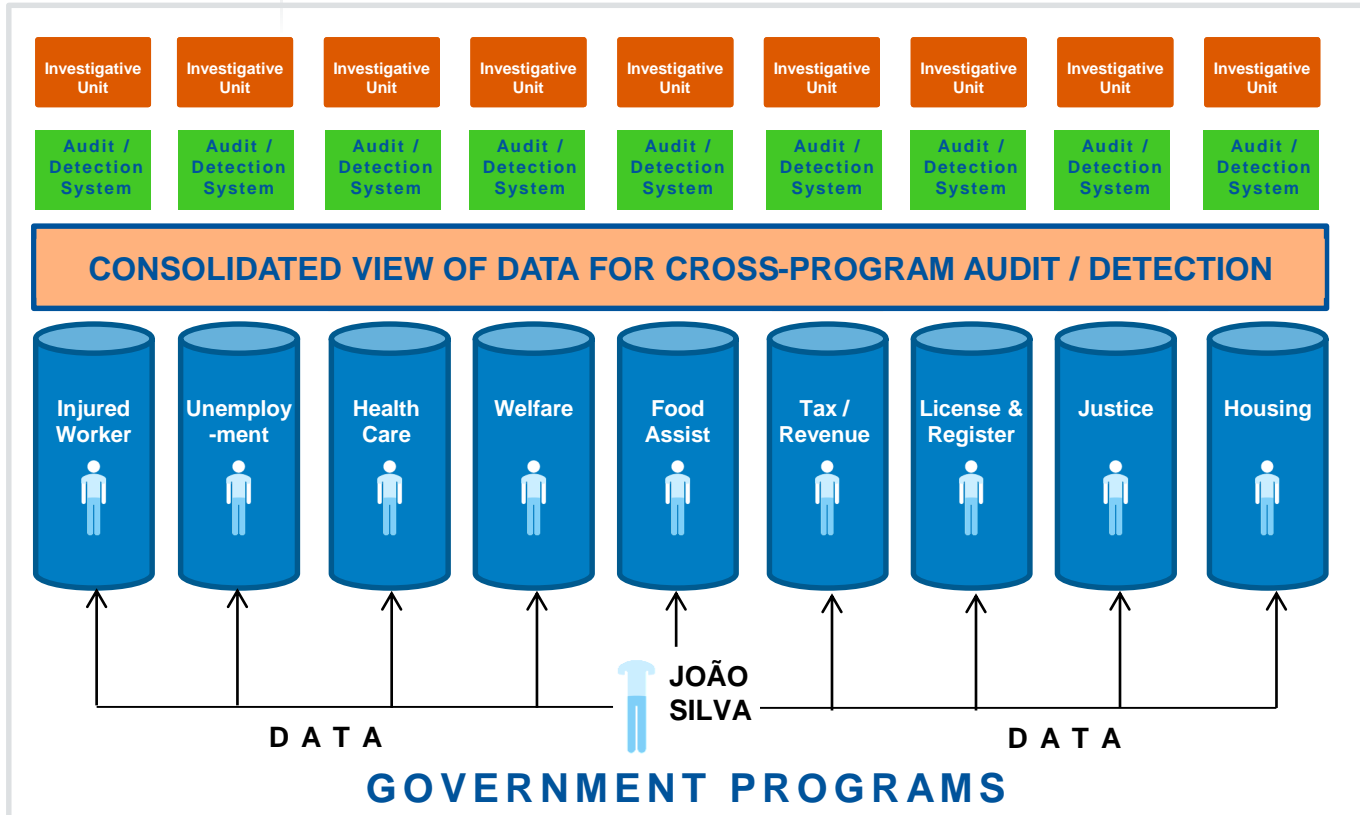 Investigative
Unit
Investigative
Unit
Investigative
Unit
Investigative
Unit
Investigative
Unit
Investigative
Unit
Investigative
Unit
Investigative
Unit
Investigative
Unit
Audit /
Detection
System
Audit /
Detection
System
Audit /
Detection
System
Audit /
Detection
System
Audit /
Detection
System
Audit /
Detection
System
Audit /
Detection
System
Audit /
Detection
System
Audit /
Detection
System
CONSOLIDATED VIEW OF DATA FOR CROSS-PROGRAM AUDIT / DETECTION
Injured
Worker
Unemploy
-ment
Health
Care
Welfare
Food
Assist
Tax /
Revenue
License &
Register
Justice
Housing
JOÃO
SILVA
DATA
DATA
GOVERNMENT PROGRAMS